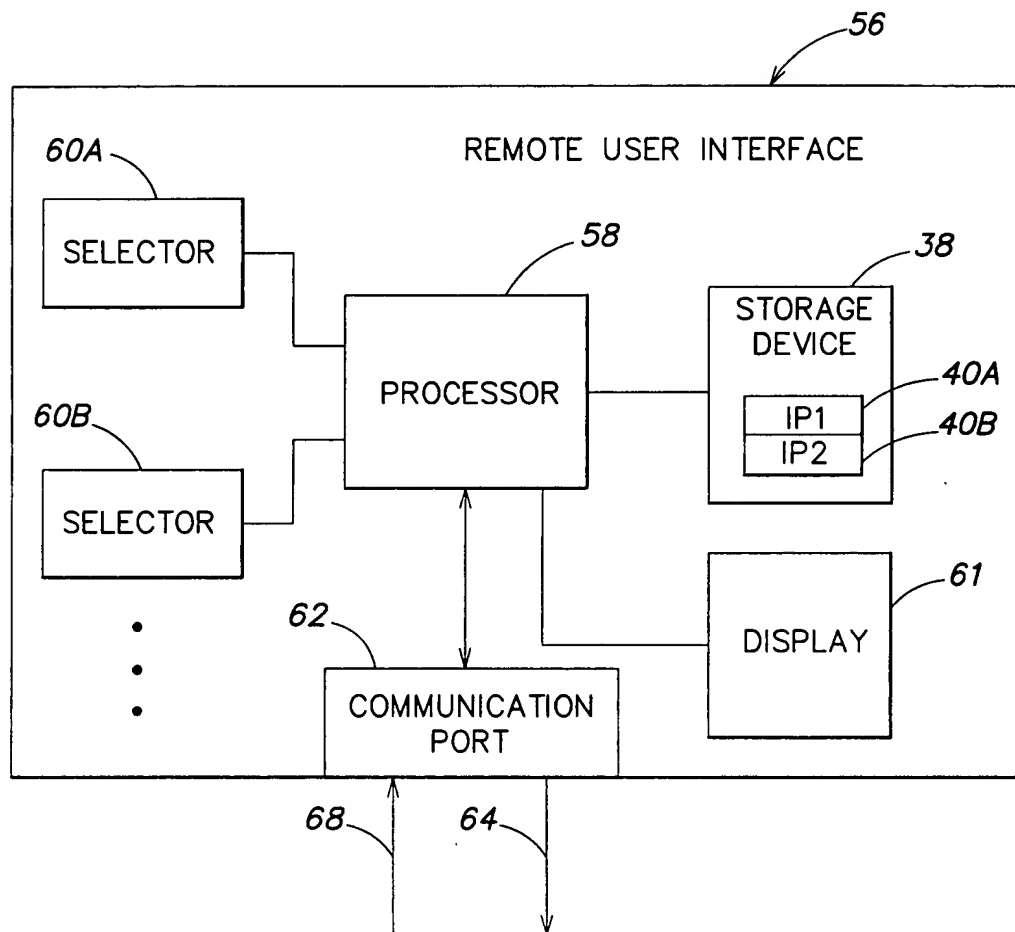 56
REMOTE USER INTERFACE
60A
SELECTOR
58
PROCESSOR
38
STORAGE
DEVICE
40A
IP1
40B
IP2
60B
SELECTOR
61
DISPLAY
62
COMMUNICATION
PORT
68
64